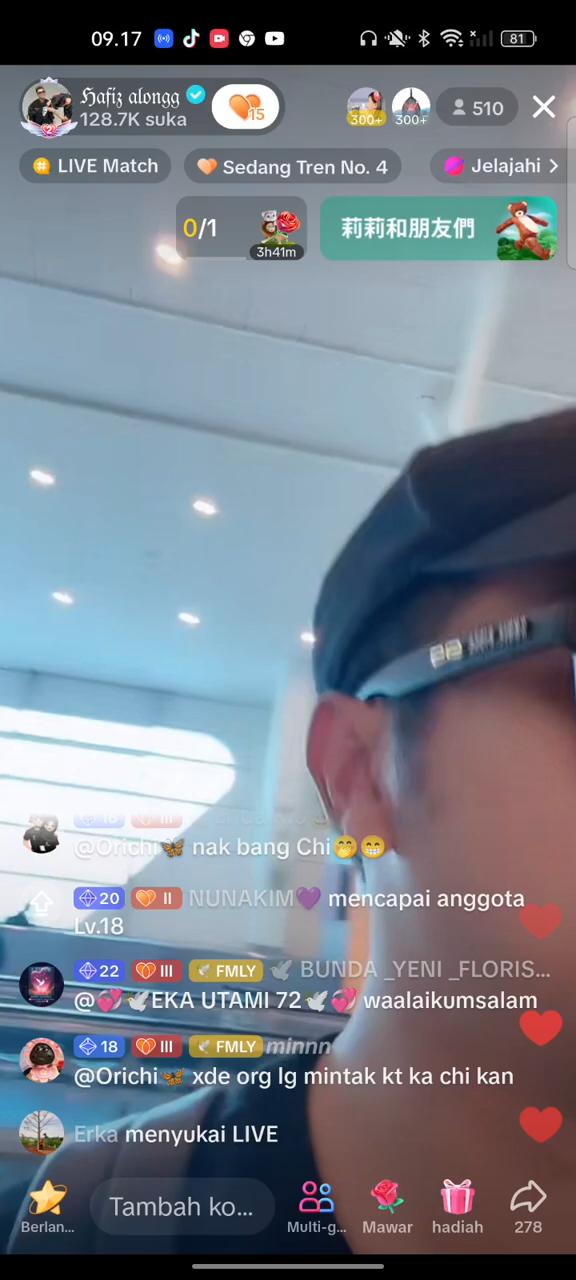 09.17
81
ℌ𝔞𝔣𝔦𝔷 𝔞𝔩𝔬𝔫𝔤𝔤
128.7K suka
15
300+
300+
510
LIVE Match
Sedang Tren No. 4
Jelajahi
0/1
3h41m
莉莉和朋友們
@Orichi🦋 nak bang Chi🤭😁
20 II NUNAKIM💜 mencapai anggota
Lv.18
22 III FMLY 🕊 BUNDA _YENI _FLORIS...
@💞🕊EKA UTAMI 72🕊💞 waalaikumsalam
18 III FMLY minnn
@Orichi🦋 xde org lg mintak kt ka chi kan
Erka menyukai LIVE
Berlan...
Tambah ko...
Multi-g...
Mawar
hadiah
278